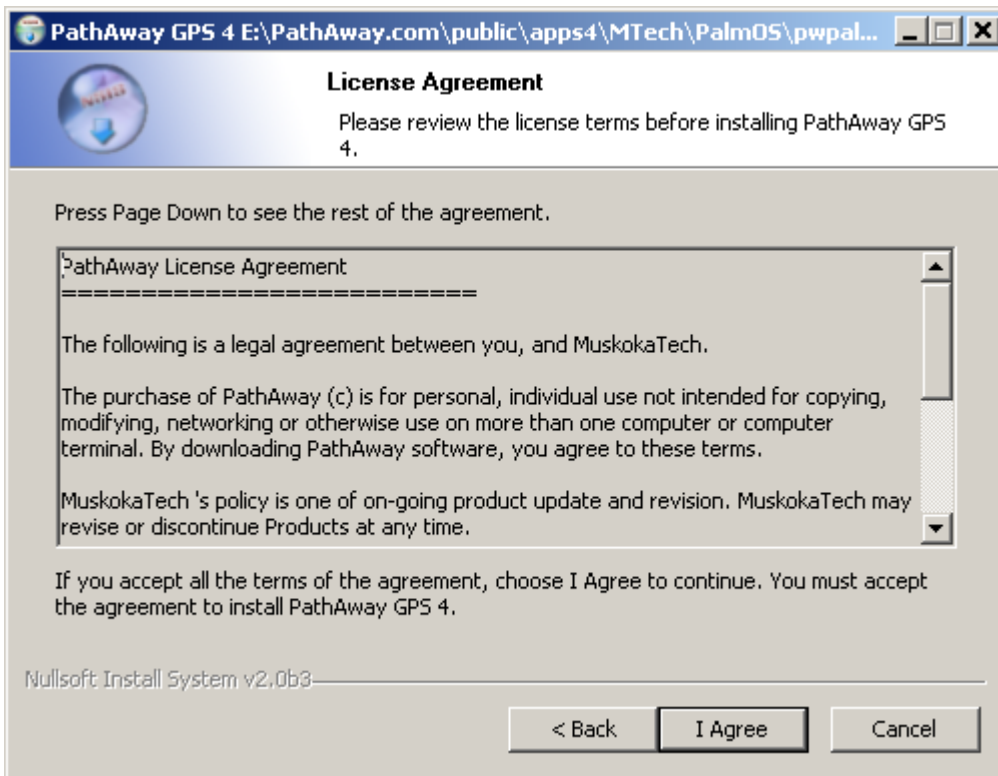 PathAway GPS 4 E:\PathAway.com\public\apps4\MTech\PalmOS\pwpal...
License Agreement
Please review the license terms before installing PathAway GPS
4.
Press Page Down to see the rest of the agreement.
PathAway License Agreement
==========================
The following is a legal agreement between you, and MuskokaTech.
The purchase of PathAway (c) is for personal, individual use not intended for copying,
modifying, networking or otherwise use on more than one computer or computer
terminal. By downloading PathAway software, you agree to these terms.
MuskokaTech 's policy is one of on-going product update and revision. MuskokaTech may
revise or discontinue Products at any time.
If you accept all the terms of the agreement, choose I Agree to continue. You must accept
the agreement to install PathAway GPS 4.
Nullsoft Install System v2.0b3
< Back
I Agree
Cancel